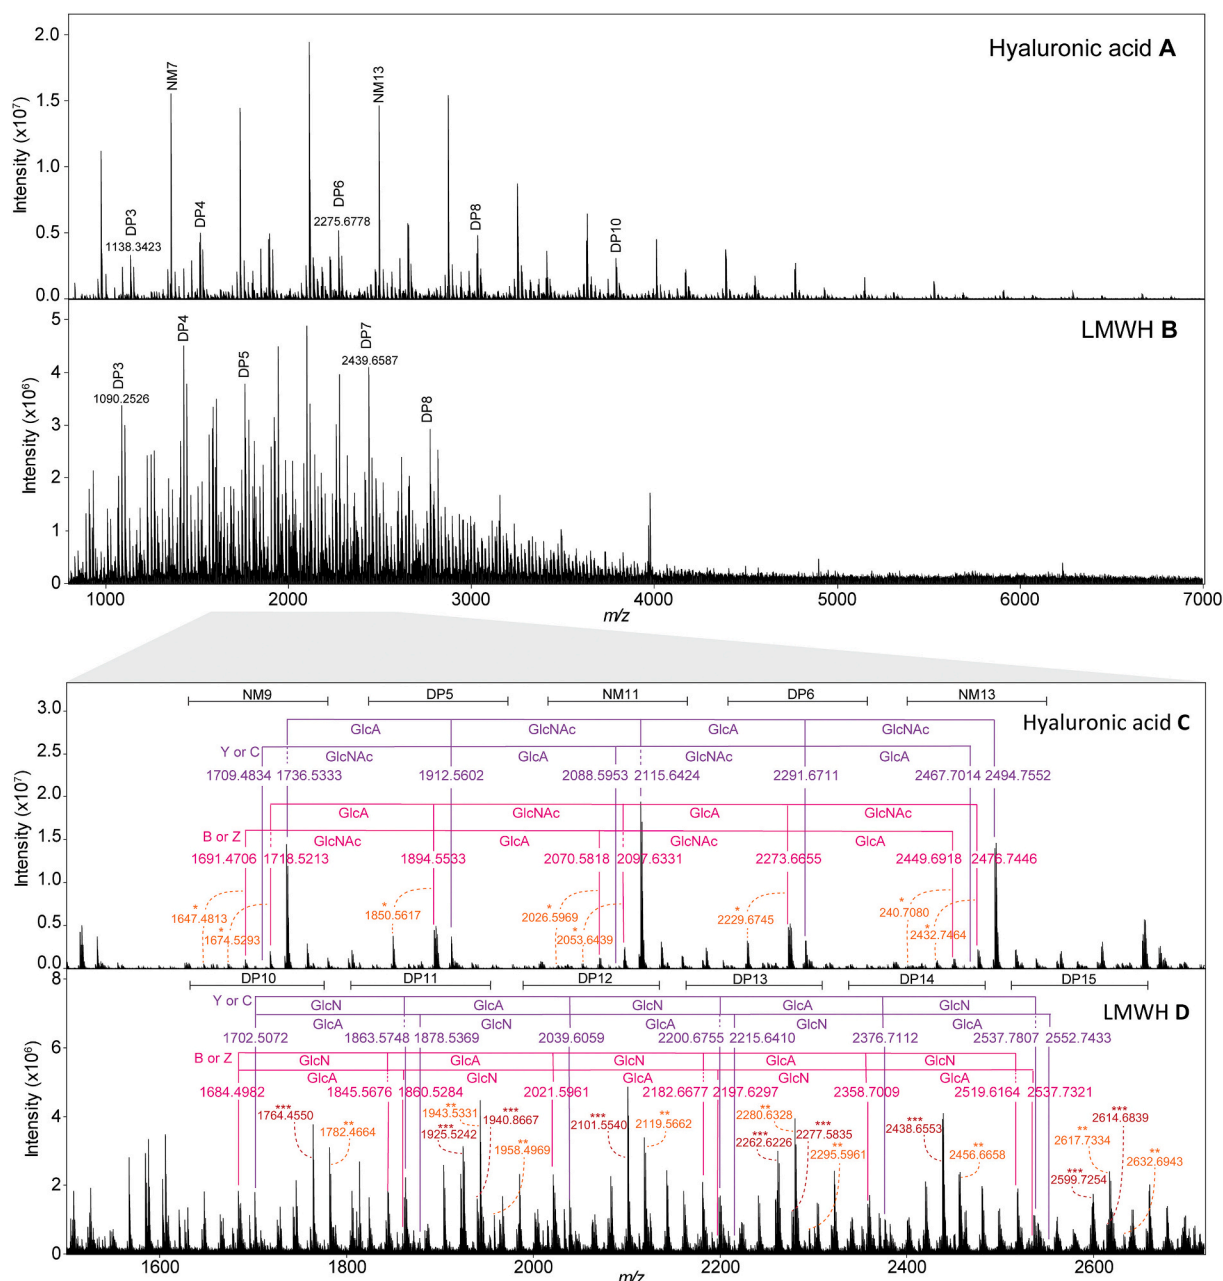 Hyaluronic acid A
Intensity (x10⁷)
2.0
1.5
1.0
0.5
0.0
DP3
1138.3423
NM7
DP4
DP6
2275.6778
NM13
DP8
DP10
LMWH B
Intensity (x10⁶)
5
4
3
2
1
0
DP3
1090.2526
DP4
DP5
DP7
2439.6587
DP8
1000 2000 3000 4000 5000 6000 7000
m/z
NM9 DP5 NM11 DP6 NM13
Hyaluronic acid C
Intensity (x10⁷)
3.0
2.5
2.0
1.5
1.0
0.5
0.0
GlcA GlcNAc GlcA GlcNAc
Y or C GlcNAc GlcA GlcNAc GlcA
1709.4834 1736.5333 1912.5602 2088.5953 2115.6424 2291.6711 2467.7014 2494.7552
GlcA GlcNAc GlcA GlcNAc
B or Z GlcNAc GlcA GlcNAc GlcA
1691.4706 1718.5213 1894.5533 2070.5818 2097.6331 2273.6655 2449.6918 2475.7446
* 1647.4813
* 1674.5293
* 1850.5617
* 2026.5969
* 2053.6439
* 2229.6745
* 240.7080
* 2432.7464
DP10 DP11 DP12 DP13 DP14 DP15
LMWH D
Intensity (x10⁶)
8
6
4
2
0
Y or C GlcN GlcA GlcN GlcA GlcN
GlcA GlcN GlcA GlcN GlcA
1702.5072 1863.5748 1878.5369 2039.6059 2200.6755 2215.6410 2376.7112 2537.7807 2552.7433
B or Z GlcN GlcA GlcN GlcA GlcN
GlcA GlcN GlcA GlcN GlcA
1684.4982 1845.5676 1860.5284 2021.5961 2182.6677 2197.6297 2358.7009 2519.6164 2537.7321
*** 1764.4550
** 1782.4664
** 1943.5331
*** 1925.5242
*** 1940.8667
** 1958.4969
*** 2101.5540
** 2119.5662
** 2280.6328
*** 2262.6226
*** 2277.5835
** 2295.5961
*** 2438.6553
** 2456.6658
** 2617.7334
*** 2614.6839
*** 2599.7254
** 2632.6943
1600 1800 2000 2200 2400 2600
m/z